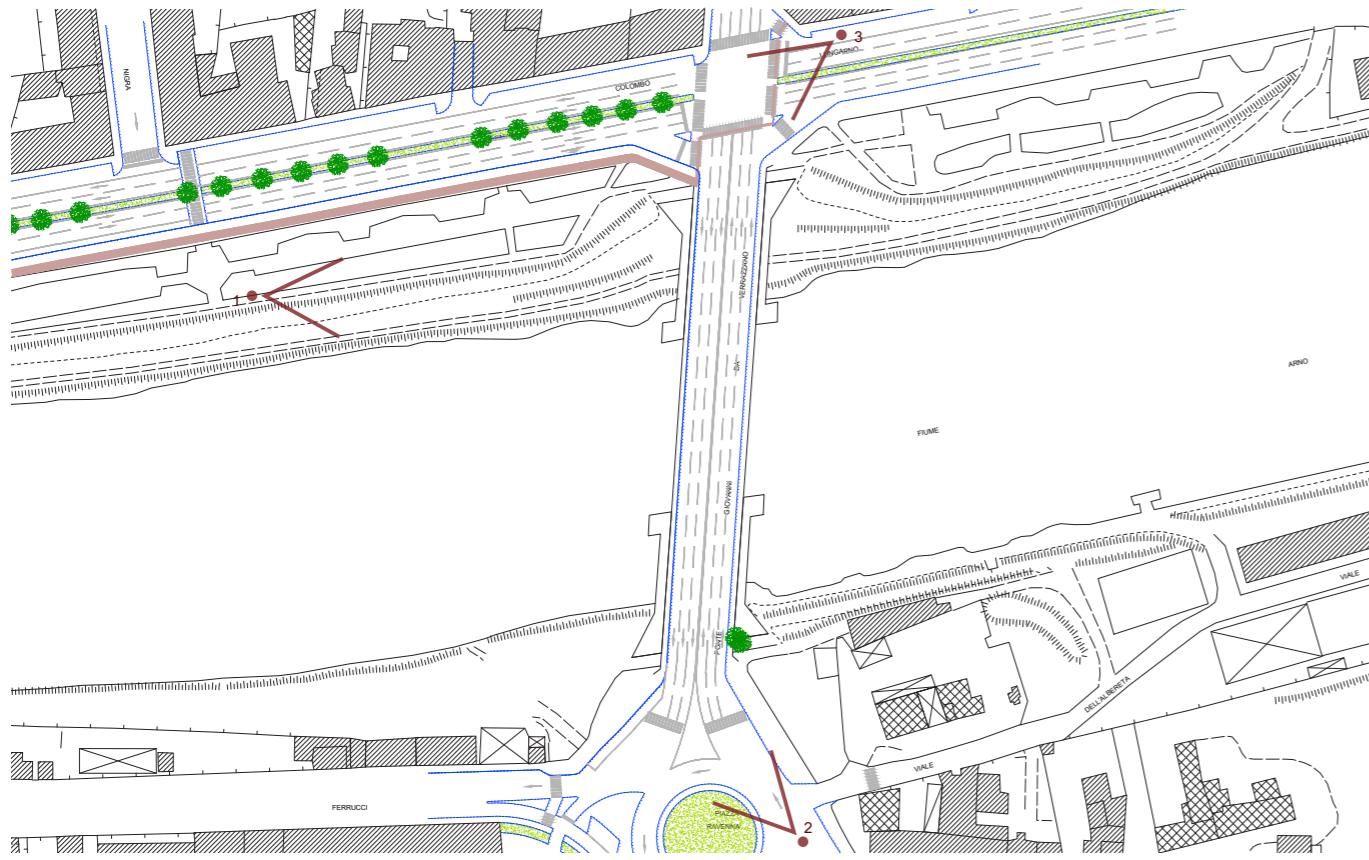 3
LUNGARNO
NIGRA
COLOMBO
VERRAZZANO
1
DA
ARNO
FIUME
GIOVANNI
PONTE
VIALE
DELL'ALBERETA
VIALE
FERRUCCI
PIAZZA
RAVENNA
2